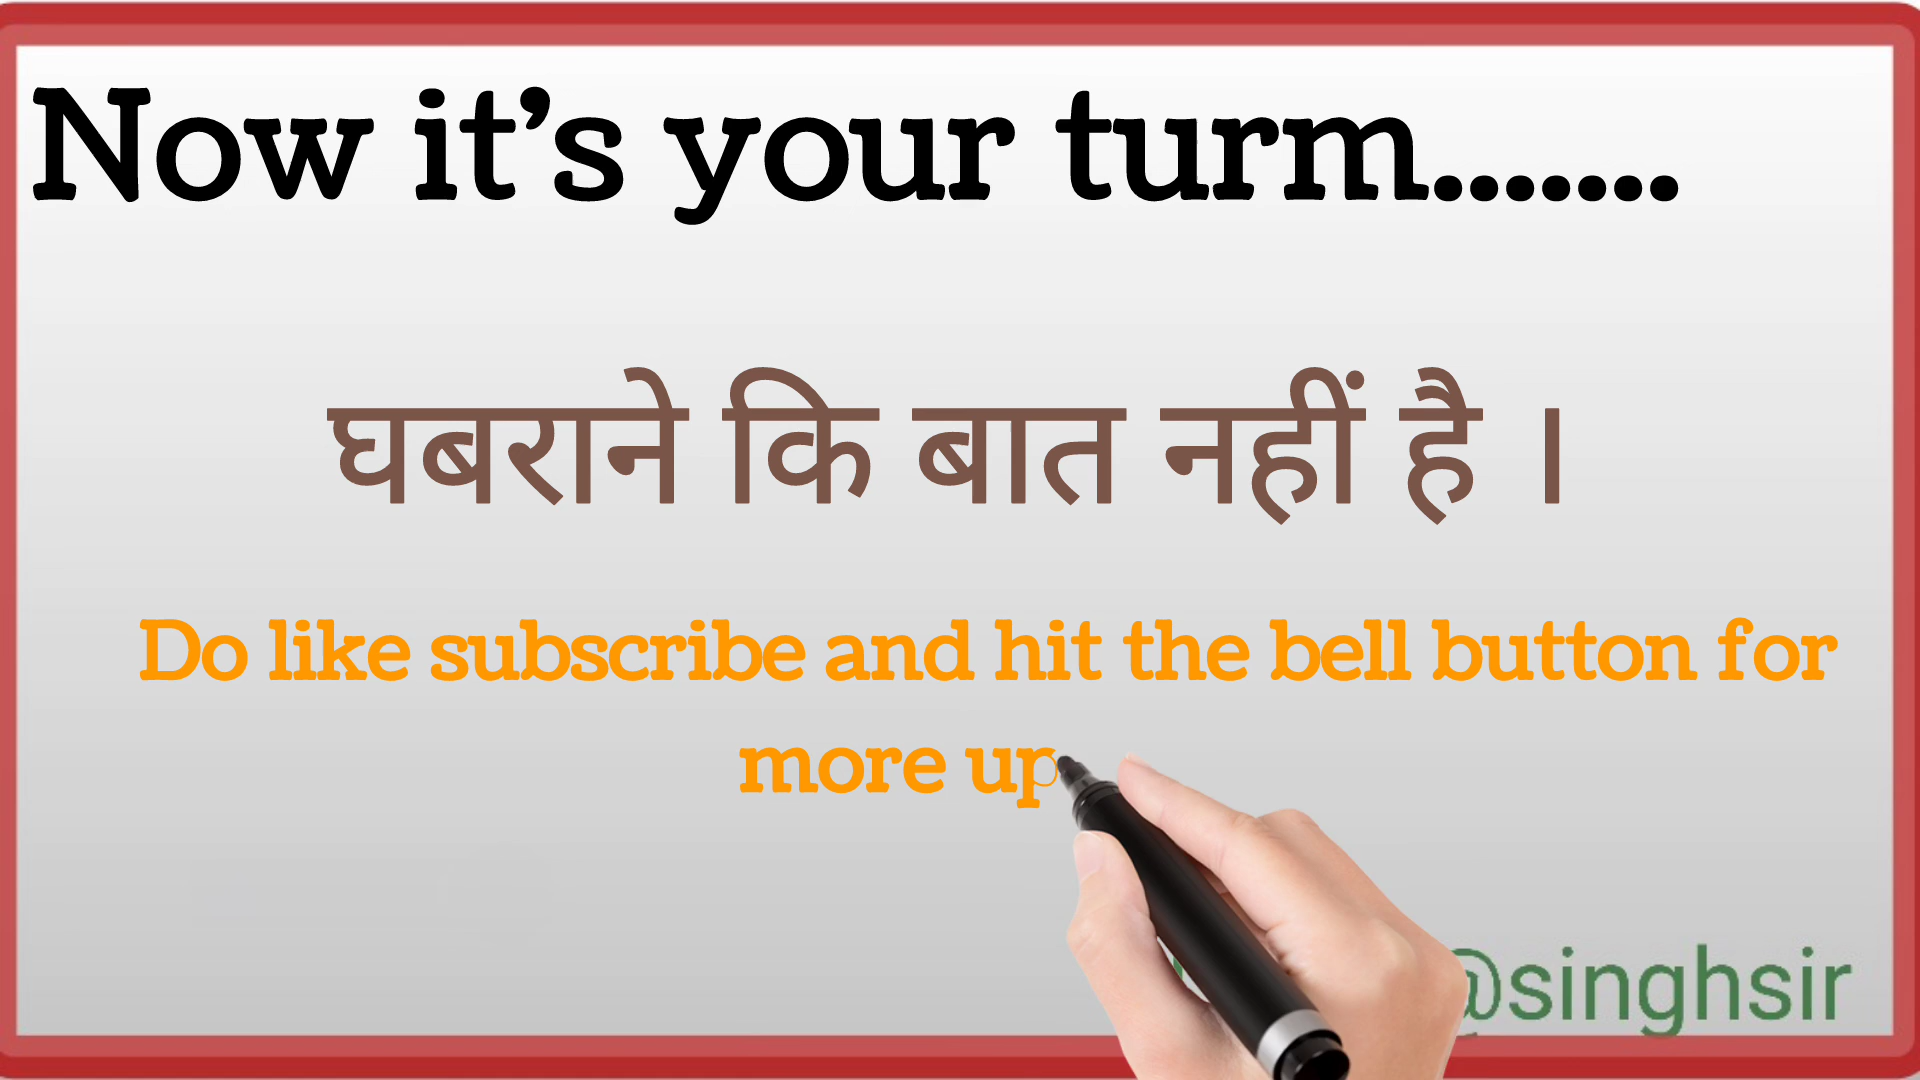 Now it’s your turm.......
घबराने कि बात नहीं है ।
Do like subscribe and hit the bell button for
more up
@singhsir